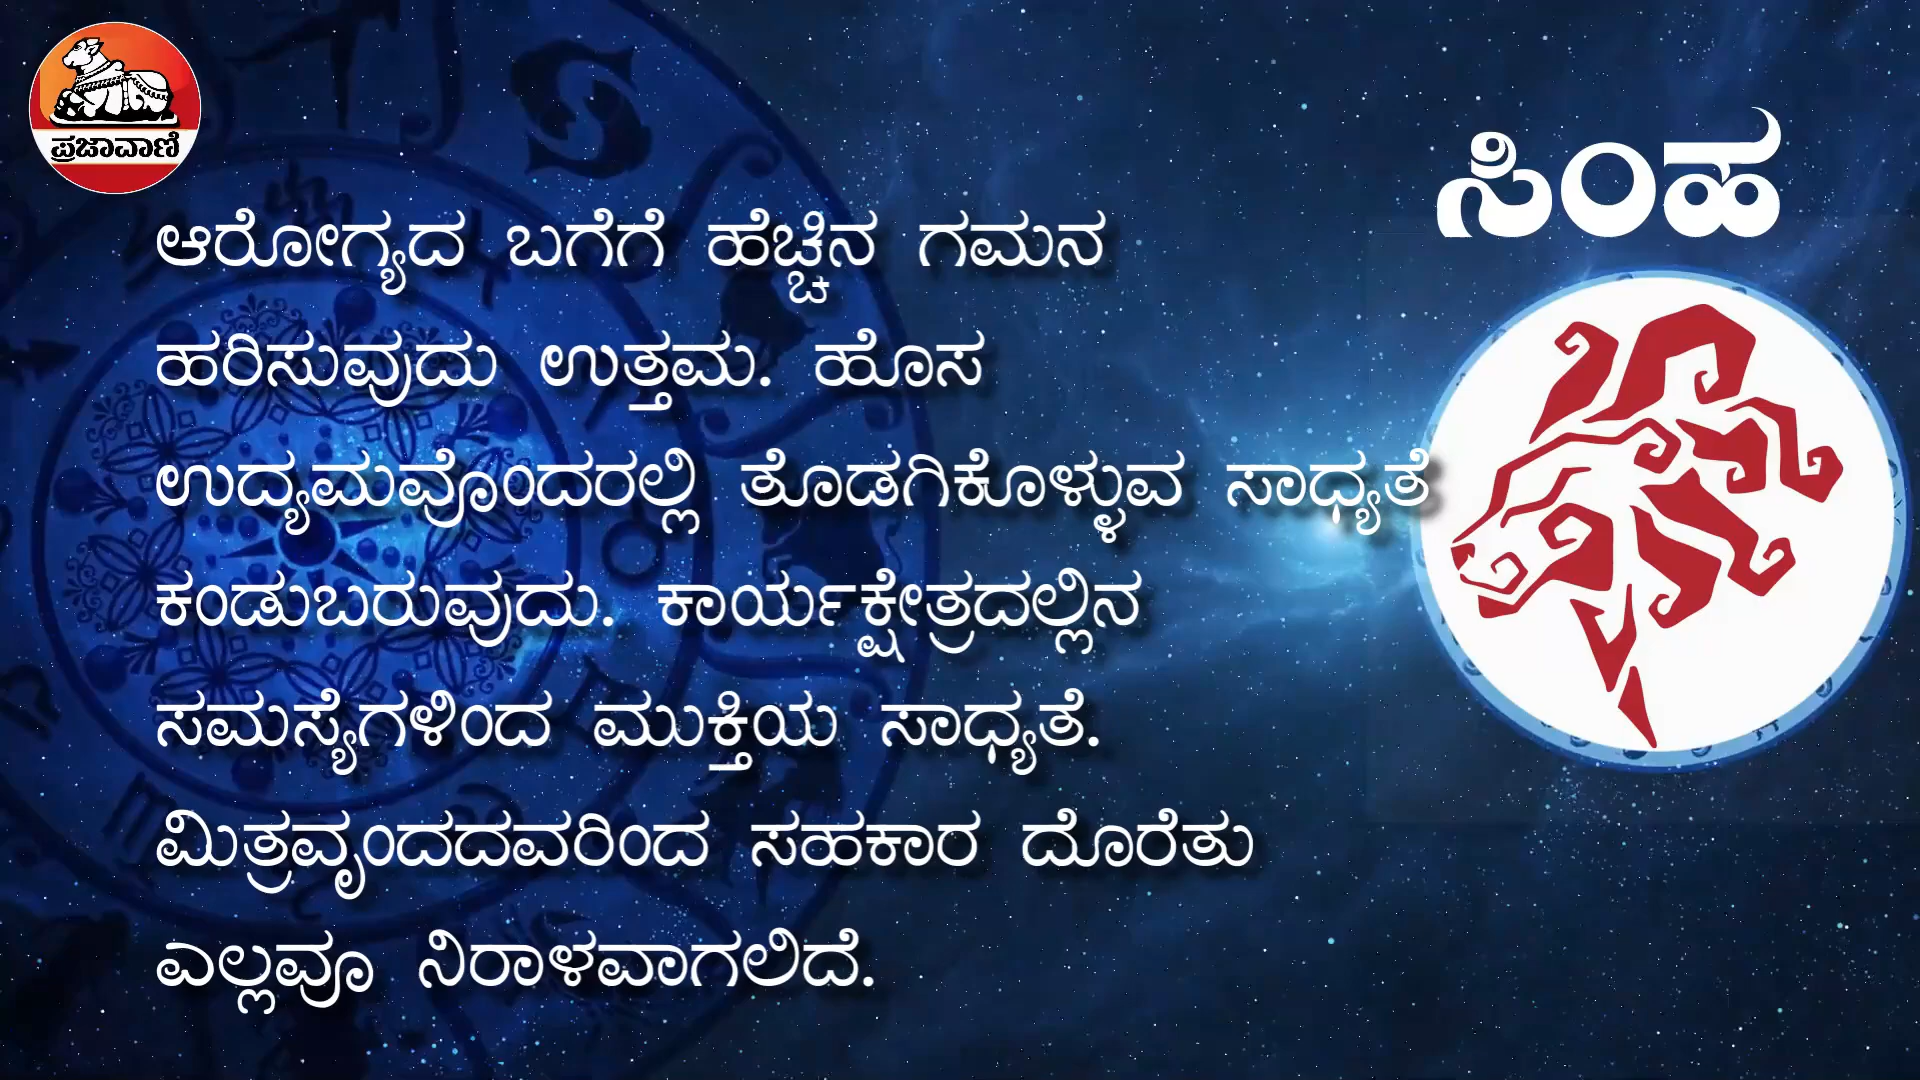 ಪ್ರಜಾವಾಣಿ
ಸಿಂಹ
ಆರೋಗ್ಯದ ಬಗೆಗೆ ಹೆಚ್ಚಿನ ಗಮನ
ಹರಿಸುವುದು ಉತ್ತಮ. ಹೊಸ
ಉದ್ಯಮವೊಂದರಲ್ಲಿ ತೊಡಗಿಕೊಳ್ಳುವ ಸಾಧ್ಯತೆ
ಕಂಡುಬರುವುದು. ಕಾರ್ಯಕ್ಷೇತ್ರದಲ್ಲಿನ
ಸಮಸ್ಯೆಗಳಿಂದ ಮುಕ್ತಿಯ ಸಾಧ್ಯತೆ.
ಮಿತ್ರವೃಂದದವರಿಂದ ಸಹಕಾರ ದೊರೆತು
ಎಲ್ಲವೂ ನಿರಾಳವಾಗಲಿದೆ.